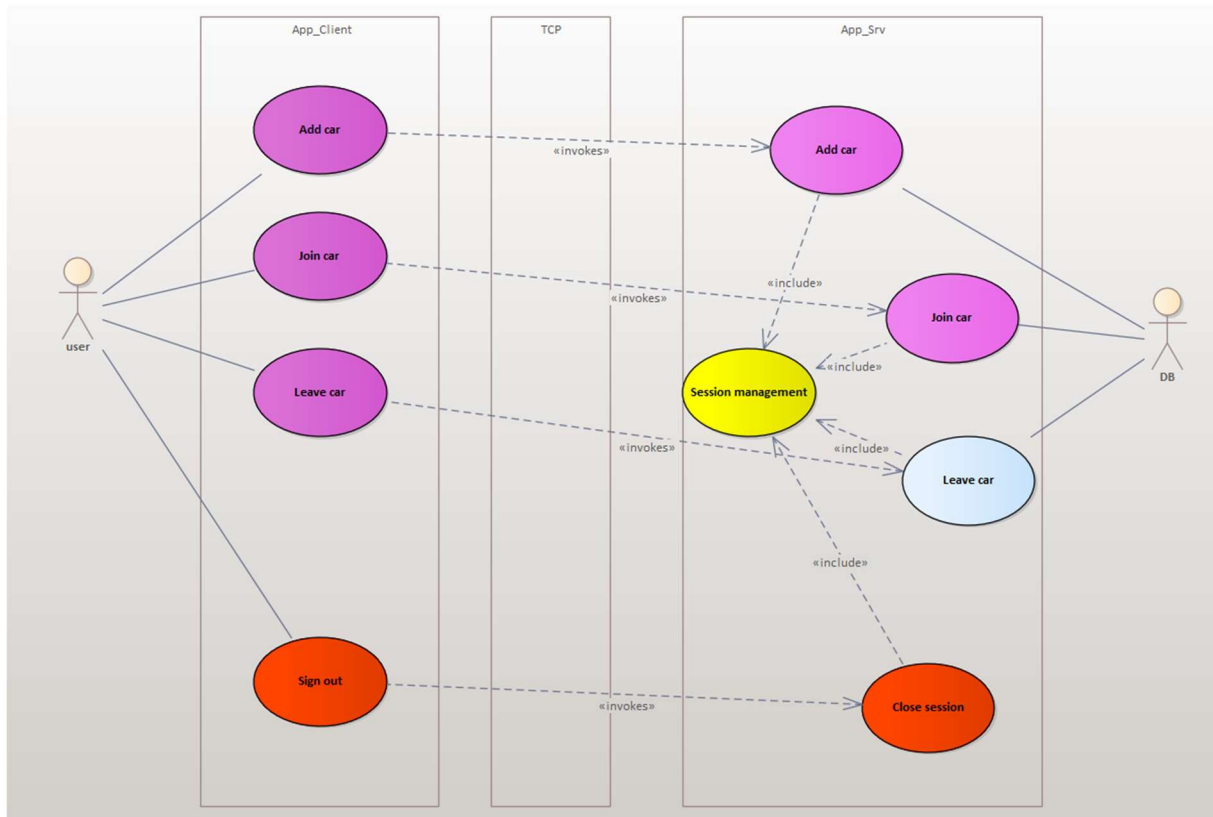 App_Client
TCP
App_Srv
Add car
«invokes»
Add car
Join car
«include»
«invokes»
Join car
user
«include»
DB
Leave car
Session management
«invokes»
«include»
Leave car
«include»
Sign out
«invokes»
Close session